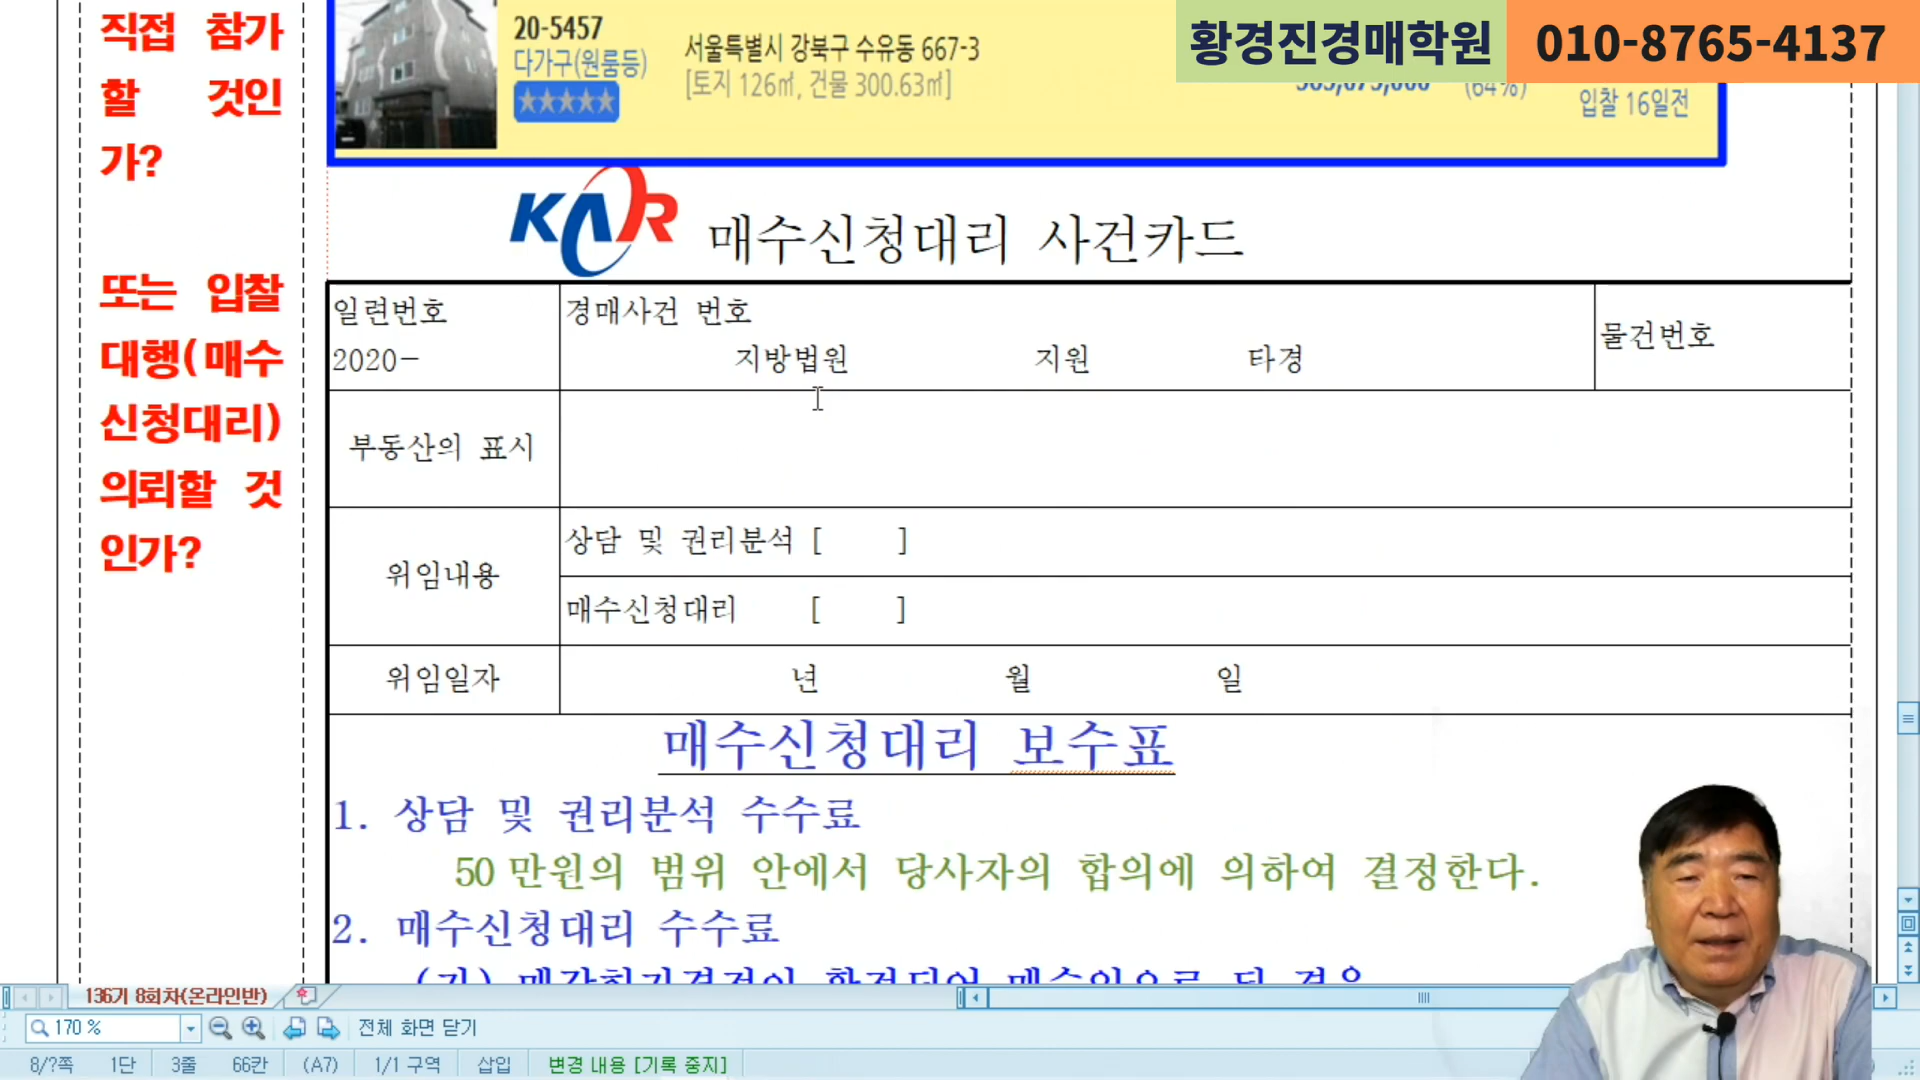 황경진경매학원 010-8765-4137
직접 참가
할 것인
가?
또는 입찰
대행(매수
신청대리)
의뢰할 것
인가?
20-5457
다가구(원룸등)
서울특별시 강북구 수유동 667-3
[토지 126㎡, 건물 300.63㎡]
(64%)
입찰 16일전
KAR 매수신청대리 사건카드
일련번호
2020-
경매사건 번호
지방법원 지원 타경
물건번호
부동산의 표시
위임내용
상담 및 권리분석 [ ]
매수신청대리 [ ]
위임일자
년 월 일
매수신청대리 보수표
1. 상담 및 권리분석 수수료
50만원의 범위 안에서 당사자의 합의에 의하여 결정한다.
2. 매수신청대리 수수료
136기 8회차(온라인반)
170 %
전체 화면 닫기
8/?쪽 1단 3줄 66칸 (A7) 1/1 구역 삽입 변경 내용 [기록 중지]